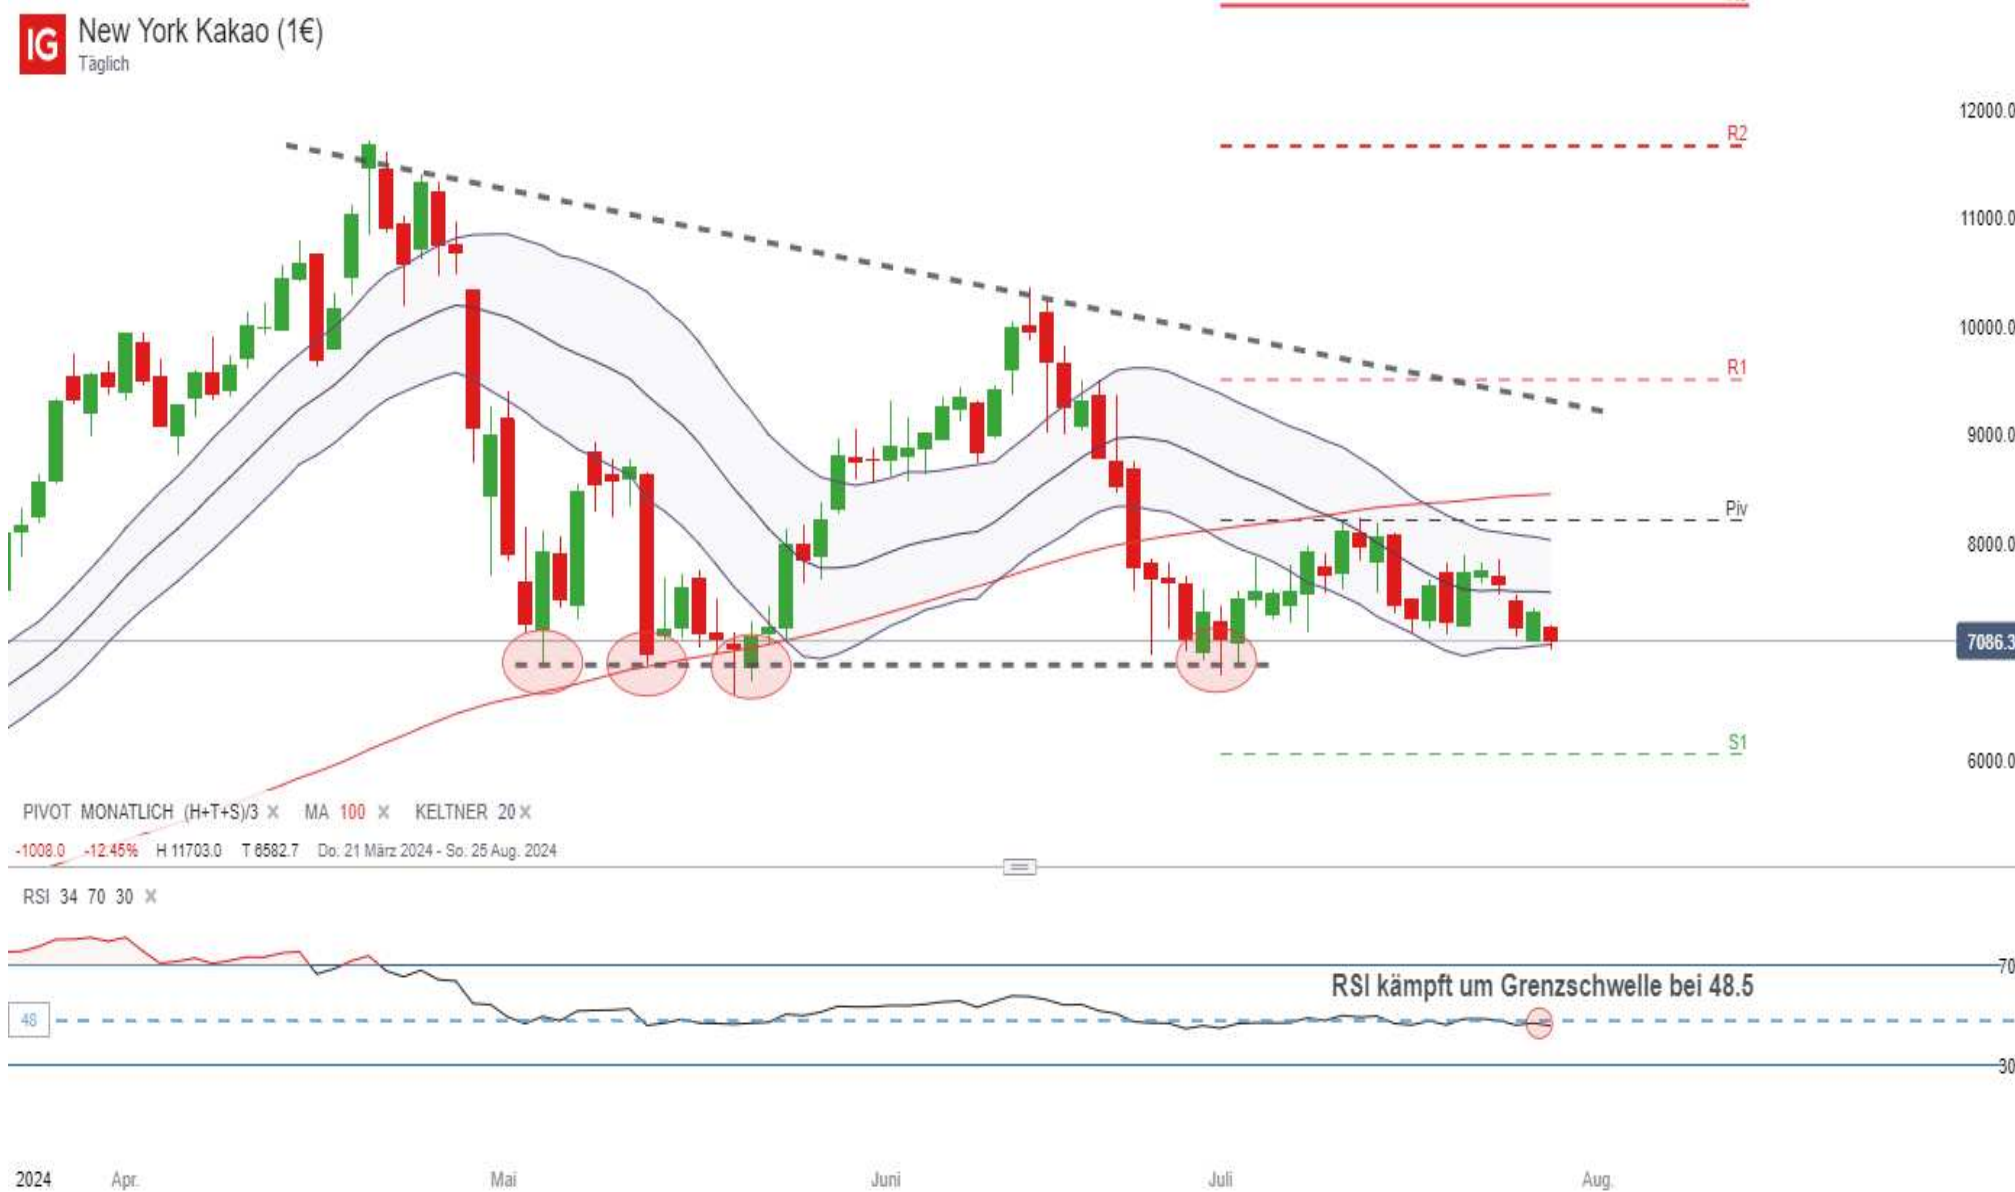 IG
New York Kakao (1€)
Täglich
12000.0
R2
11000.0
10000.0
R1
9000.0
Piv
8000.0
7086.3
S1
6000.0
PIVOT MONATLICH (H+T+S)/3 X MA 100 X KELTNER 20 X
-1008.0 -12.45% H 11703.0 T 6582.7 Do: 21 März 2024 - So: 25 Aug. 2024
RSI 34 70 30 X
70
RSI kämpft um Grenzschwelle bei 48.5
48
30
2024 Apr. Mai Juni Juli Aug.